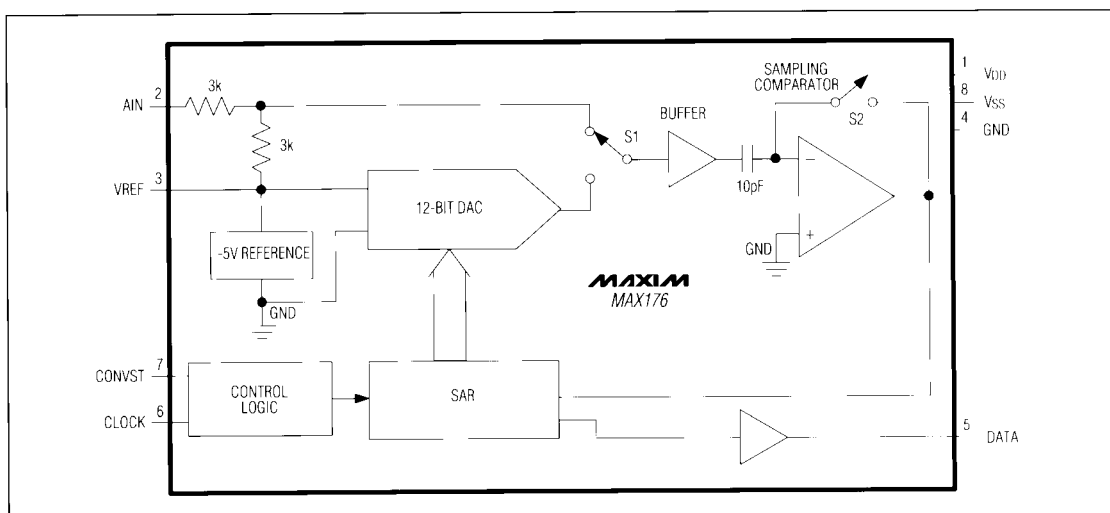 AIN
2
3k
3k
VREF
3
-5V REFERENCE
GND
12-BIT DAC
S1
BUFFER
10pF
SAMPLING
COMPARATOR
S2
−
+
GND
1 VDD
8 VSS
4 GND
MAXIM
MAX176
CONVST
7
CLOCK
6
CONTROL
LOGIC
SAR
5 DATA